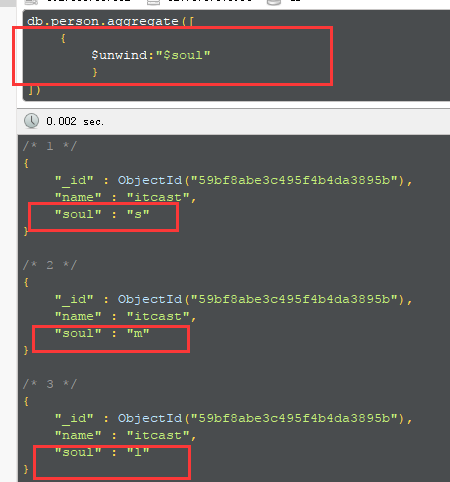 db.person.aggregate([
{
$unwind:"$soul"
}
])
0.002 sec.
/* 1 */
{
"_id" : ObjectId("59bf8abe3c495f4b4da3895b"),
"name" : "itcast",
"soul" : "s"
}
/* 2 */
{
"_id" : ObjectId("59bf8abe3c495f4b4da3895b"),
"name" : "itcast",
"soul" : "m"
}
/* 3 */
{
"_id" : ObjectId("59bf8abe3c495f4b4da3895b"),
"name" : "itcast",
"soul" : "l"
}